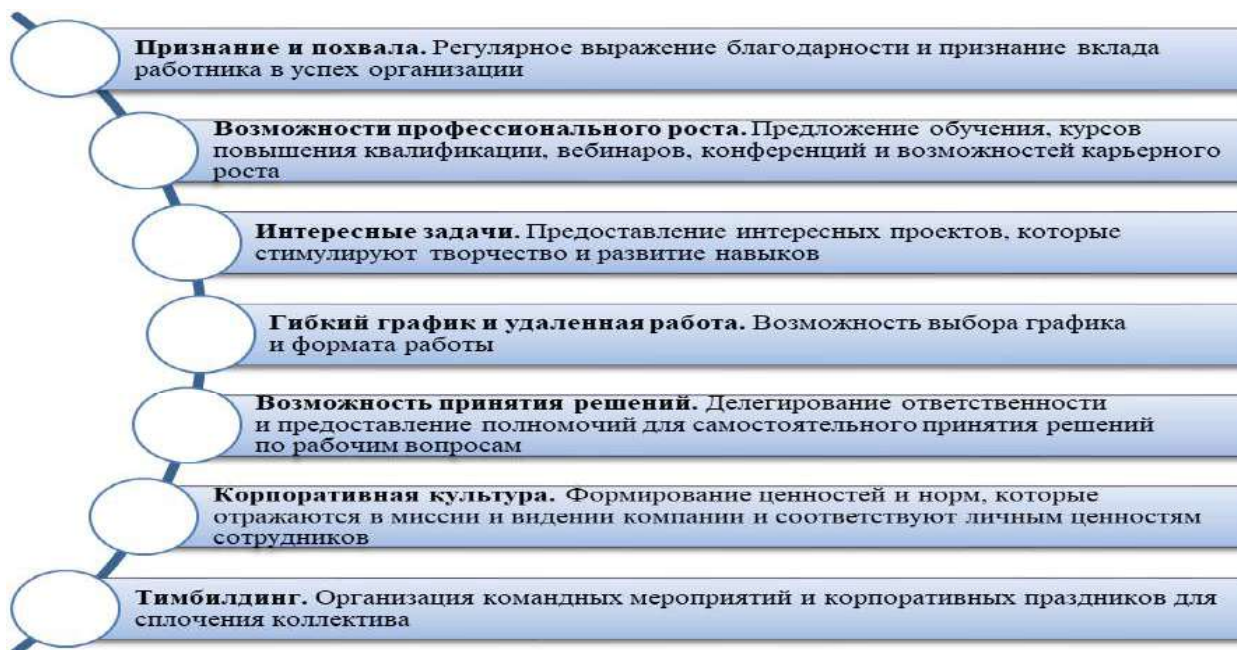 Признание и похвала. Регулярное выражение благодарности и признание вклада
работника в успех организации
Возможности профессионального роста. Предложение обучения, курсов
повышения квалификации, вебинаров, конференций и возможностей карьерного
роста
Интересные задачи. Предоставление интересных проектов, которые
стимулируют творчество и развитие навыков
Гибкий график и удаленная работа. Возможность выбора графика
и формата работы
Возможность принятия решений. Делегирование ответственности
и предоставление полномочий для самостоятельного принятия решений
по рабочим вопросам
Корпоративная культура. Формирование ценностей и норм, которые
отражаются в миссии и видении компании и соответствуют личным ценностям
сотрудников
Тимбилдинг. Организация командных мероприятий и корпоративных праздников для
сплочения коллектива